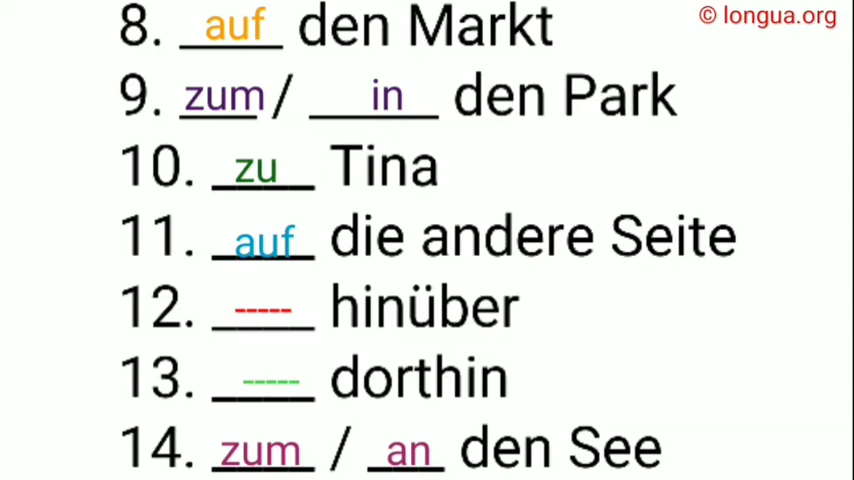 © longua.org
8. auf den Markt
9. zum / in den Park
10. zu Tina
11. auf die andere Seite
12. ----- hinüber
13. ----- dorthin
14. zum / an den See